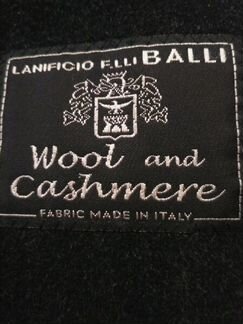 LANIFICIO F.LLI BALLI
Wool and
Cashmere
FABRIC MADE IN ITALY